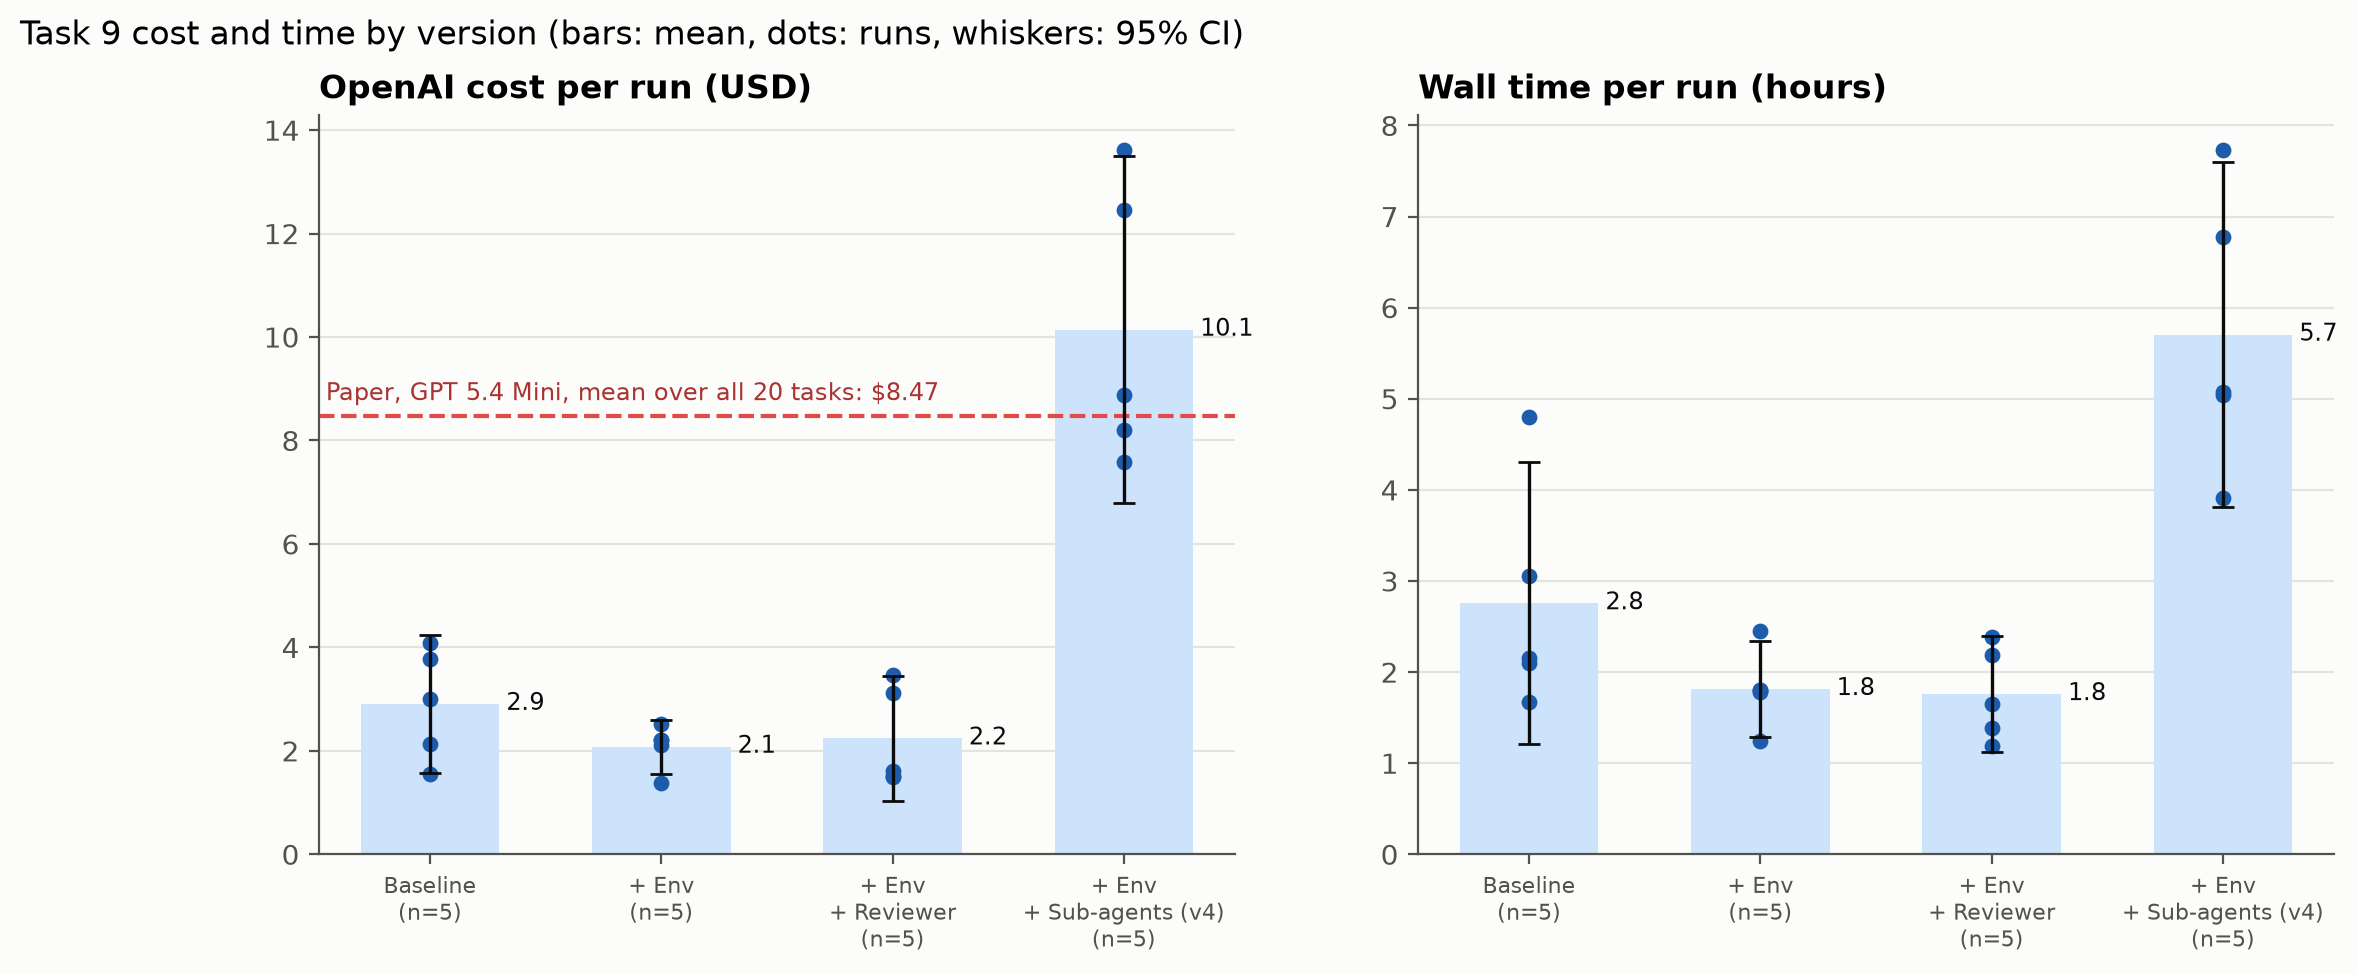 Task 9 cost and time by version (bars: mean, dots: runs, whiskers: 95% CI)
OpenAI cost per run (USD)
14
12
10
8
6
4
2
0
Paper, GPT 5.4 Mini, mean over all 20 tasks: $8.47
2.9
2.1
2.2
10.1
Baseline
(n=5)
+ Env
(n=5)
+ Env
+ Reviewer
(n=5)
+ Env
+ Sub-agents (v4)
(n=5)
Wall time per run (hours)
8
7
6
5
4
3
2
1
0
2.8
1.8
1.8
5.7
Baseline
(n=5)
+ Env
(n=5)
+ Env
+ Reviewer
(n=5)
+ Env
+ Sub-agents (v4)
(n=5)